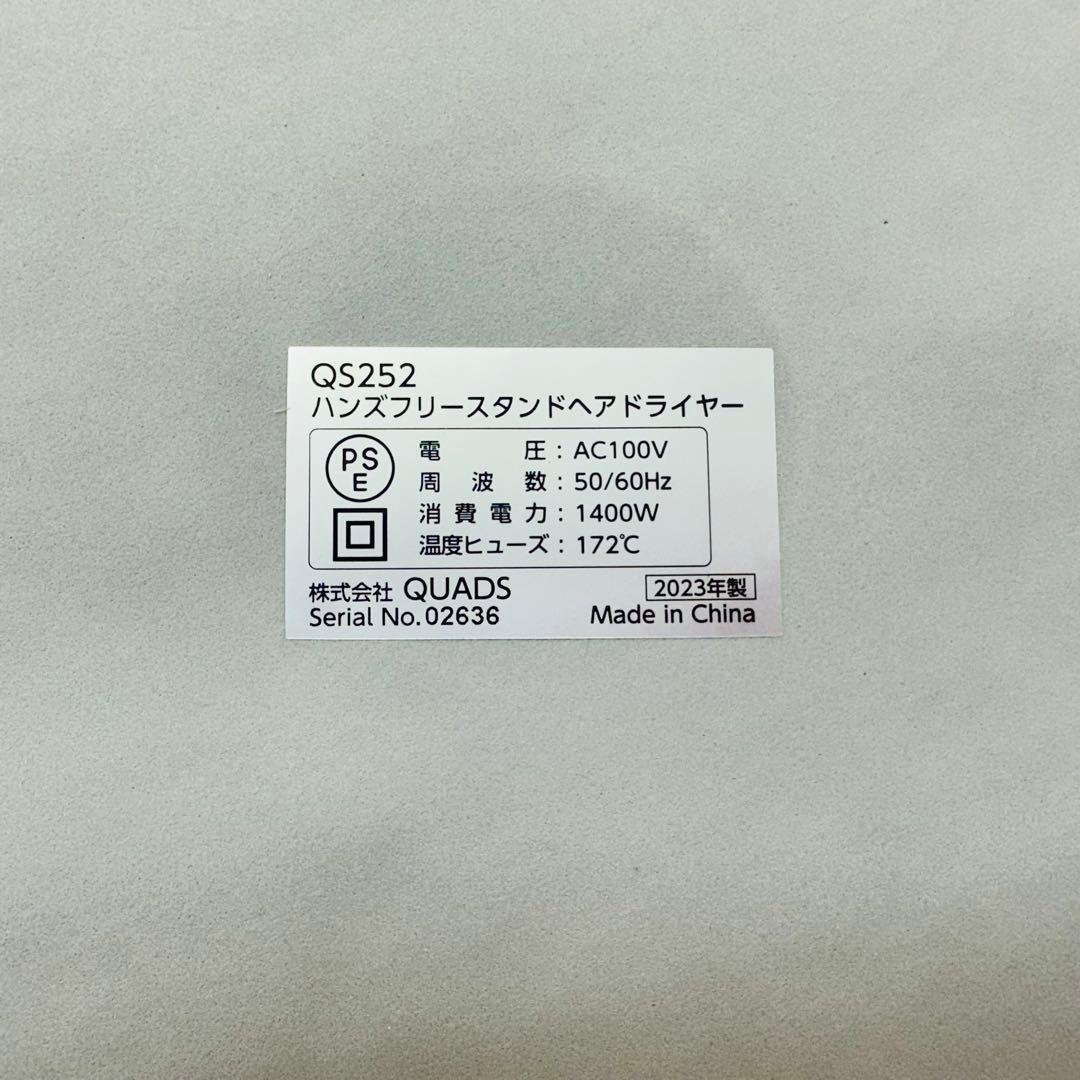 QS252
ハンズフリースタンドヘアドライヤー
PS
E
電圧：AC100V
周波数：50/60Hz
消費電力：1400W
温度ヒューズ：172℃
株式会社 QUADS
2023年製
Serial No. 02636
Made in China